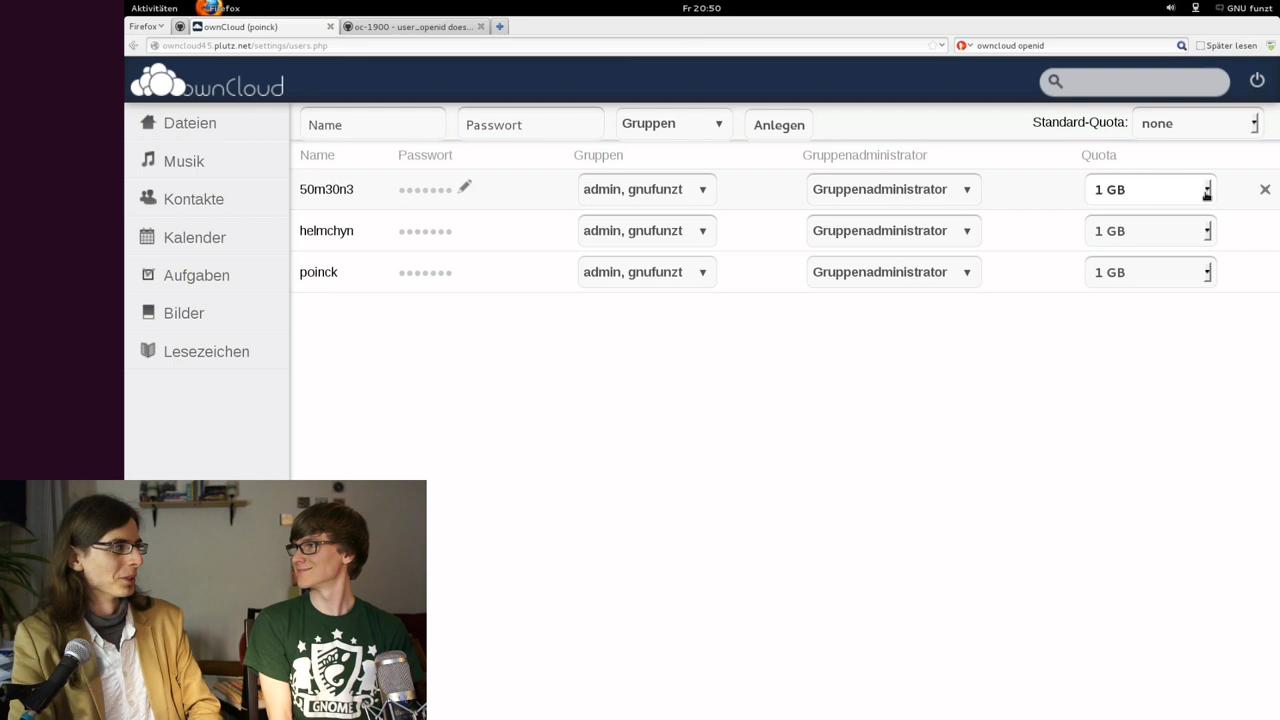 Aktivitäten Firefox Fr 20:50 GNU funzt
Firefox ownCloud (poinck) oc-1900 - user_openid does...
owncloud45.plutz.net/settings/users.php owncloud openid Später lesen
ownCloud
Dateien
Musik
Kontakte
Kalender
Aufgaben
Bilder
Lesezeichen
Name Passwort Gruppen Anlegen Standard-Quota: none
Name Passwort Gruppen Gruppenadministrator Quota
50m30n3 admin, gnufunzt Gruppenadministrator 1 GB
helmchyn admin, gnufunzt Gruppenadministrator 1 GB
poinck admin, gnufunzt Gruppenadministrator 1 GB
GNOME